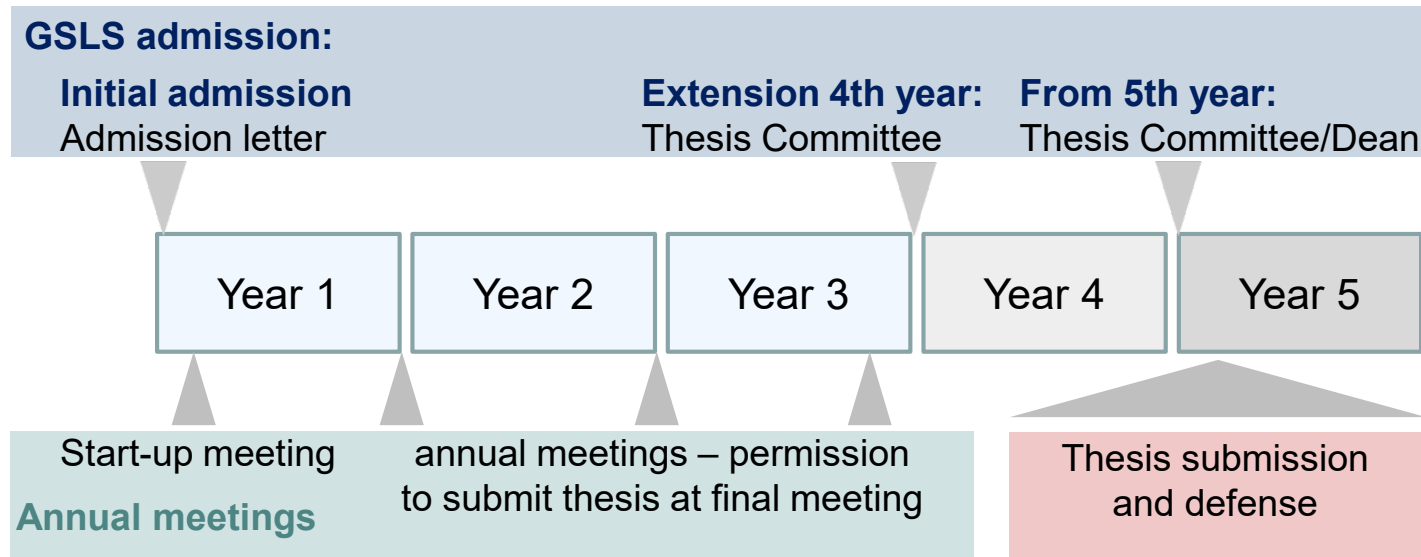 GSLS admission:
Initial admission
Admission letter
Extension 4th year:
Thesis Committee
From 5th year:
Thesis Committee/Dean
Year 1
Year 2
Year 3
Year 4
Year 5
Start-up meeting
Annual meetings
annual meetings – permission
to submit thesis at final meeting
Thesis submission
and defense